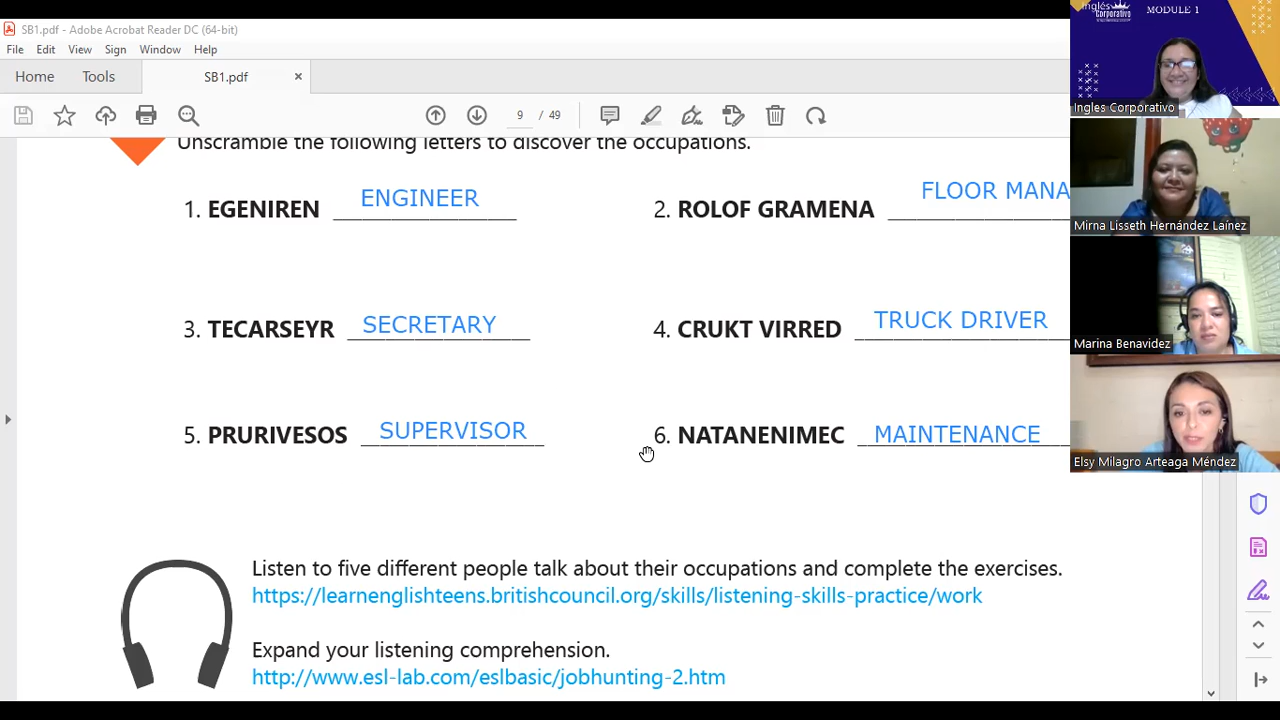 SB1.pdf - Adobe Acrobat Reader DC (64-bit)
File Edit View Sign Window Help
Home Tools SB1.pdf ×
9 / 49
Unscramble the following letters to discover the occupations.
1. EGENIREN ENGINEER
2. ROLOF GRAMENA FLOOR MANA
3. TECARSEYR SECRETARY
4. CRUKT VIRRED TRUCK DRIVER
5. PRURIVESOS SUPERVISOR
6. NATANENIMEC MAINTENANCE
Listen to five different people talk about their occupations and complete the exercises.
https://learnenglishteens.britishcouncil.org/skills/listening-skills-practice/work
Expand your listening comprehension.
http://www.esl-lab.com/eslbasic/jobhunting-2.htm
Inglés
Corporativo
MODULE 1
Ingles Corporativo
Mirna Lisseth Hernández Laínez
Marina Benavidez
Elsy Milagro Arteaga Méndez